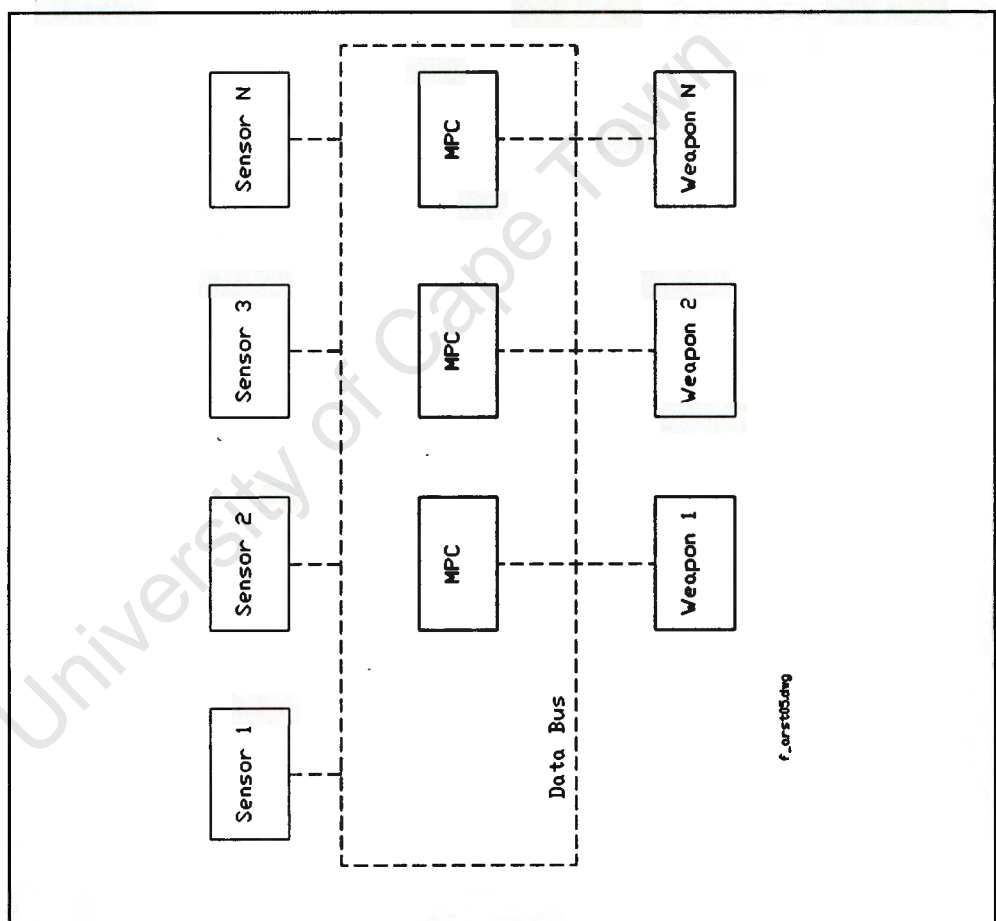 Sensor 1
Sensor 2
Sensor 3
Sensor N
MPC
MPC
MPC
Data Bus
Weapon 1
Weapon 2
Weapon N
f_arst05.dwg
University of Cape Town